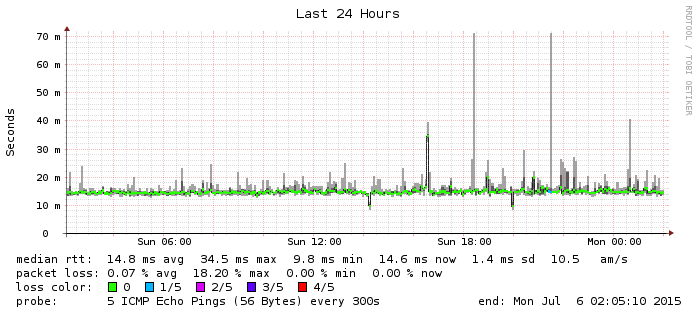 Last 24 Hours
RRDTOOL / TOBI OETIKER
Seconds
70 m
60 m
50 m
40 m
30 m
20 m
10 m
0
Sun 06:00 Sun 12:00 Sun 18:00 Mon 00:00
median rtt: 14.8 ms avg 34.5 ms max 9.8 ms min 14.6 ms now 1.4 ms sd 10.5 am/s
packet loss: 0.07 % avg 18.20 % max 0.00 % min 0.00 % now
loss color: 0 1/5 2/5 3/5 4/5
probe: 5 ICMP Echo Pings (56 Bytes) every 300s end: Mon Jul 6 02:05:10 2015